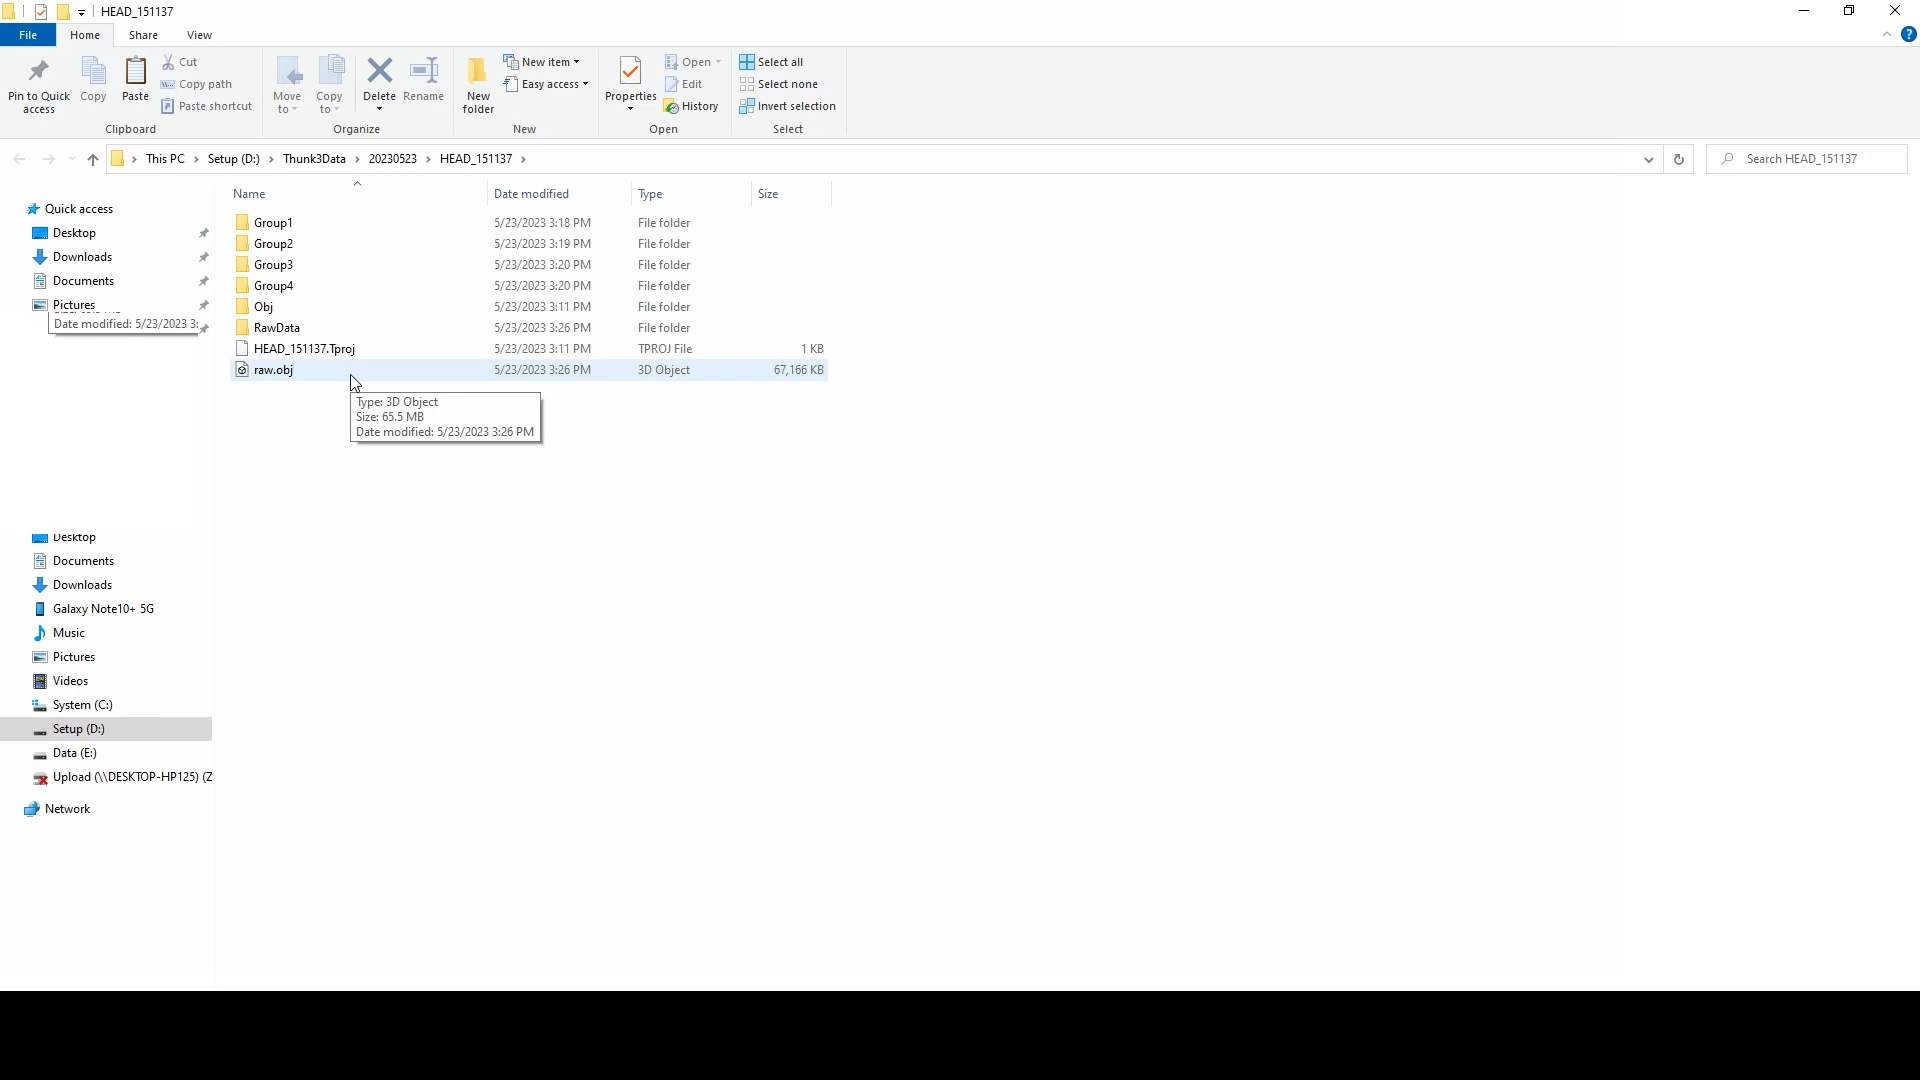 HEAD_151137
File Home Share View
Pin to Quick access
Copy
Paste
Cut
Copy path
Paste shortcut
Clipboard
Move to
Copy to
Delete
Rename
Organize
New folder
New item
Easy access
New
Properties
Open
Edit
History
Open
Select all
Select none
Invert selection
Select
This PC › Setup (D:) › Thunk3Data › 20230523 › HEAD_151137 ›
Search HEAD_151137
Name Date modified Type Size
Group1 5/23/2023 3:18 PM File folder
Group2 5/23/2023 3:19 PM File folder
Group3 5/23/2023 3:20 PM File folder
Group4 5/23/2023 3:20 PM File folder
Obj 5/23/2023 3:11 PM File folder
RawData 5/23/2023 3:26 PM File folder
HEAD_151137.Tproj 5/23/2023 3:11 PM TPROJ File 1 KB
raw.obj 5/23/2023 3:26 PM 3D Object 67,166 KB
Type: 3D Object
Size: 65.5 MB
Date modified: 5/23/2023 3:26 PM
Quick access
Desktop
Downloads
Documents
Pictures
Date modified: 5/23/2023 3:
Desktop
Documents
Downloads
Galaxy Note10+ 5G
Music
Pictures
Videos
System (C:)
Setup (D:)
Data (E:)
Upload (\\DESKTOP-HP125) (Z
Network